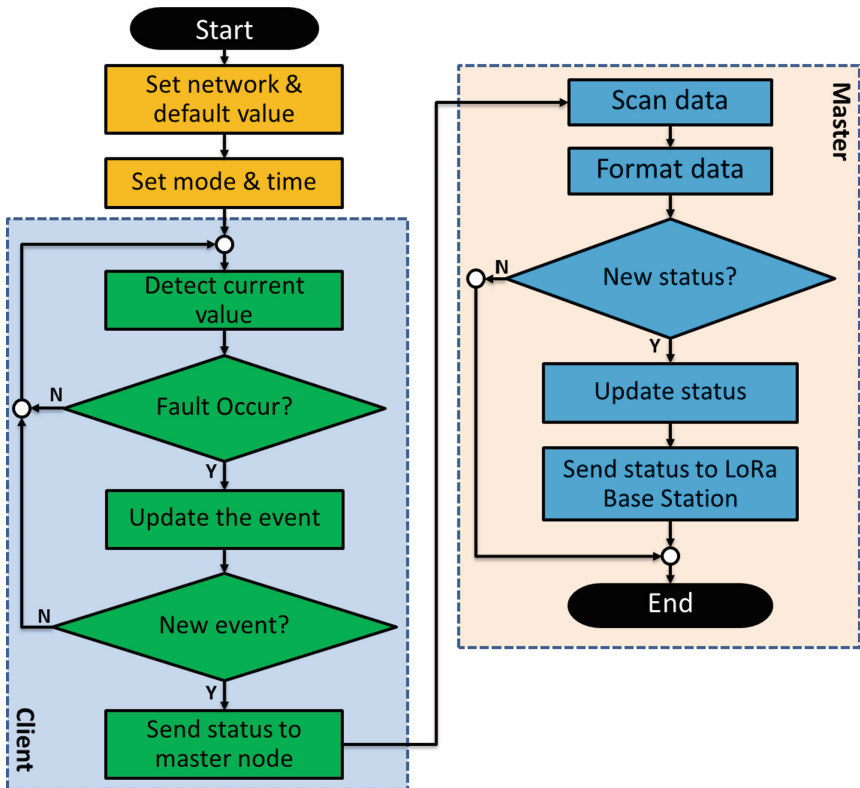 Start
Set network &
default value
Set mode & time
Detect current
value
Fault Occur?
N
Y
Update the event
New event?
N
Y
Send status to
master node
Client
Master
Scan data
Format data
New status?
N
Y
Update status
Send status to LoRa
Base Station
End